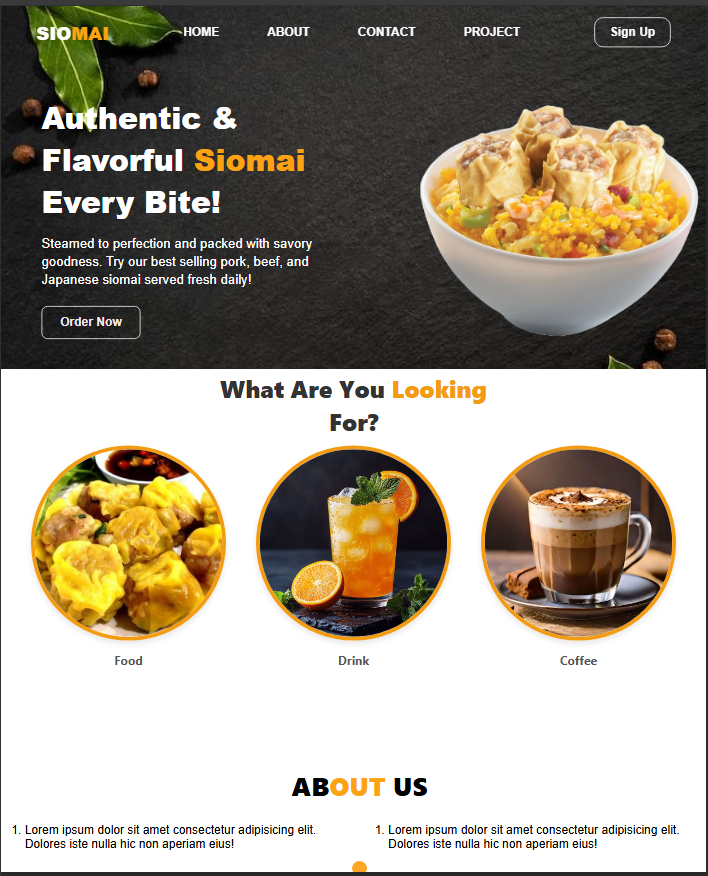 SIOMAI HOME ABOUT CONTACT PROJECT Sign Up
Authentic &
Flavorful Siomai
Every Bite!
Steamed to perfection and packed with savory
goodness. Try our best selling pork, beef, and
Japanese siomai served fresh daily!
Order Now
What Are You Looking
For?
Food Drink Coffee
ABOUT US
1. Lorem ipsum dolor sit amet consectetur adipisicing elit.
Dolores iste nulla hic non aperiam eius!
1. Lorem ipsum dolor sit amet consectetur adipisicing elit.
Dolores iste nulla hic non aperiam eius!